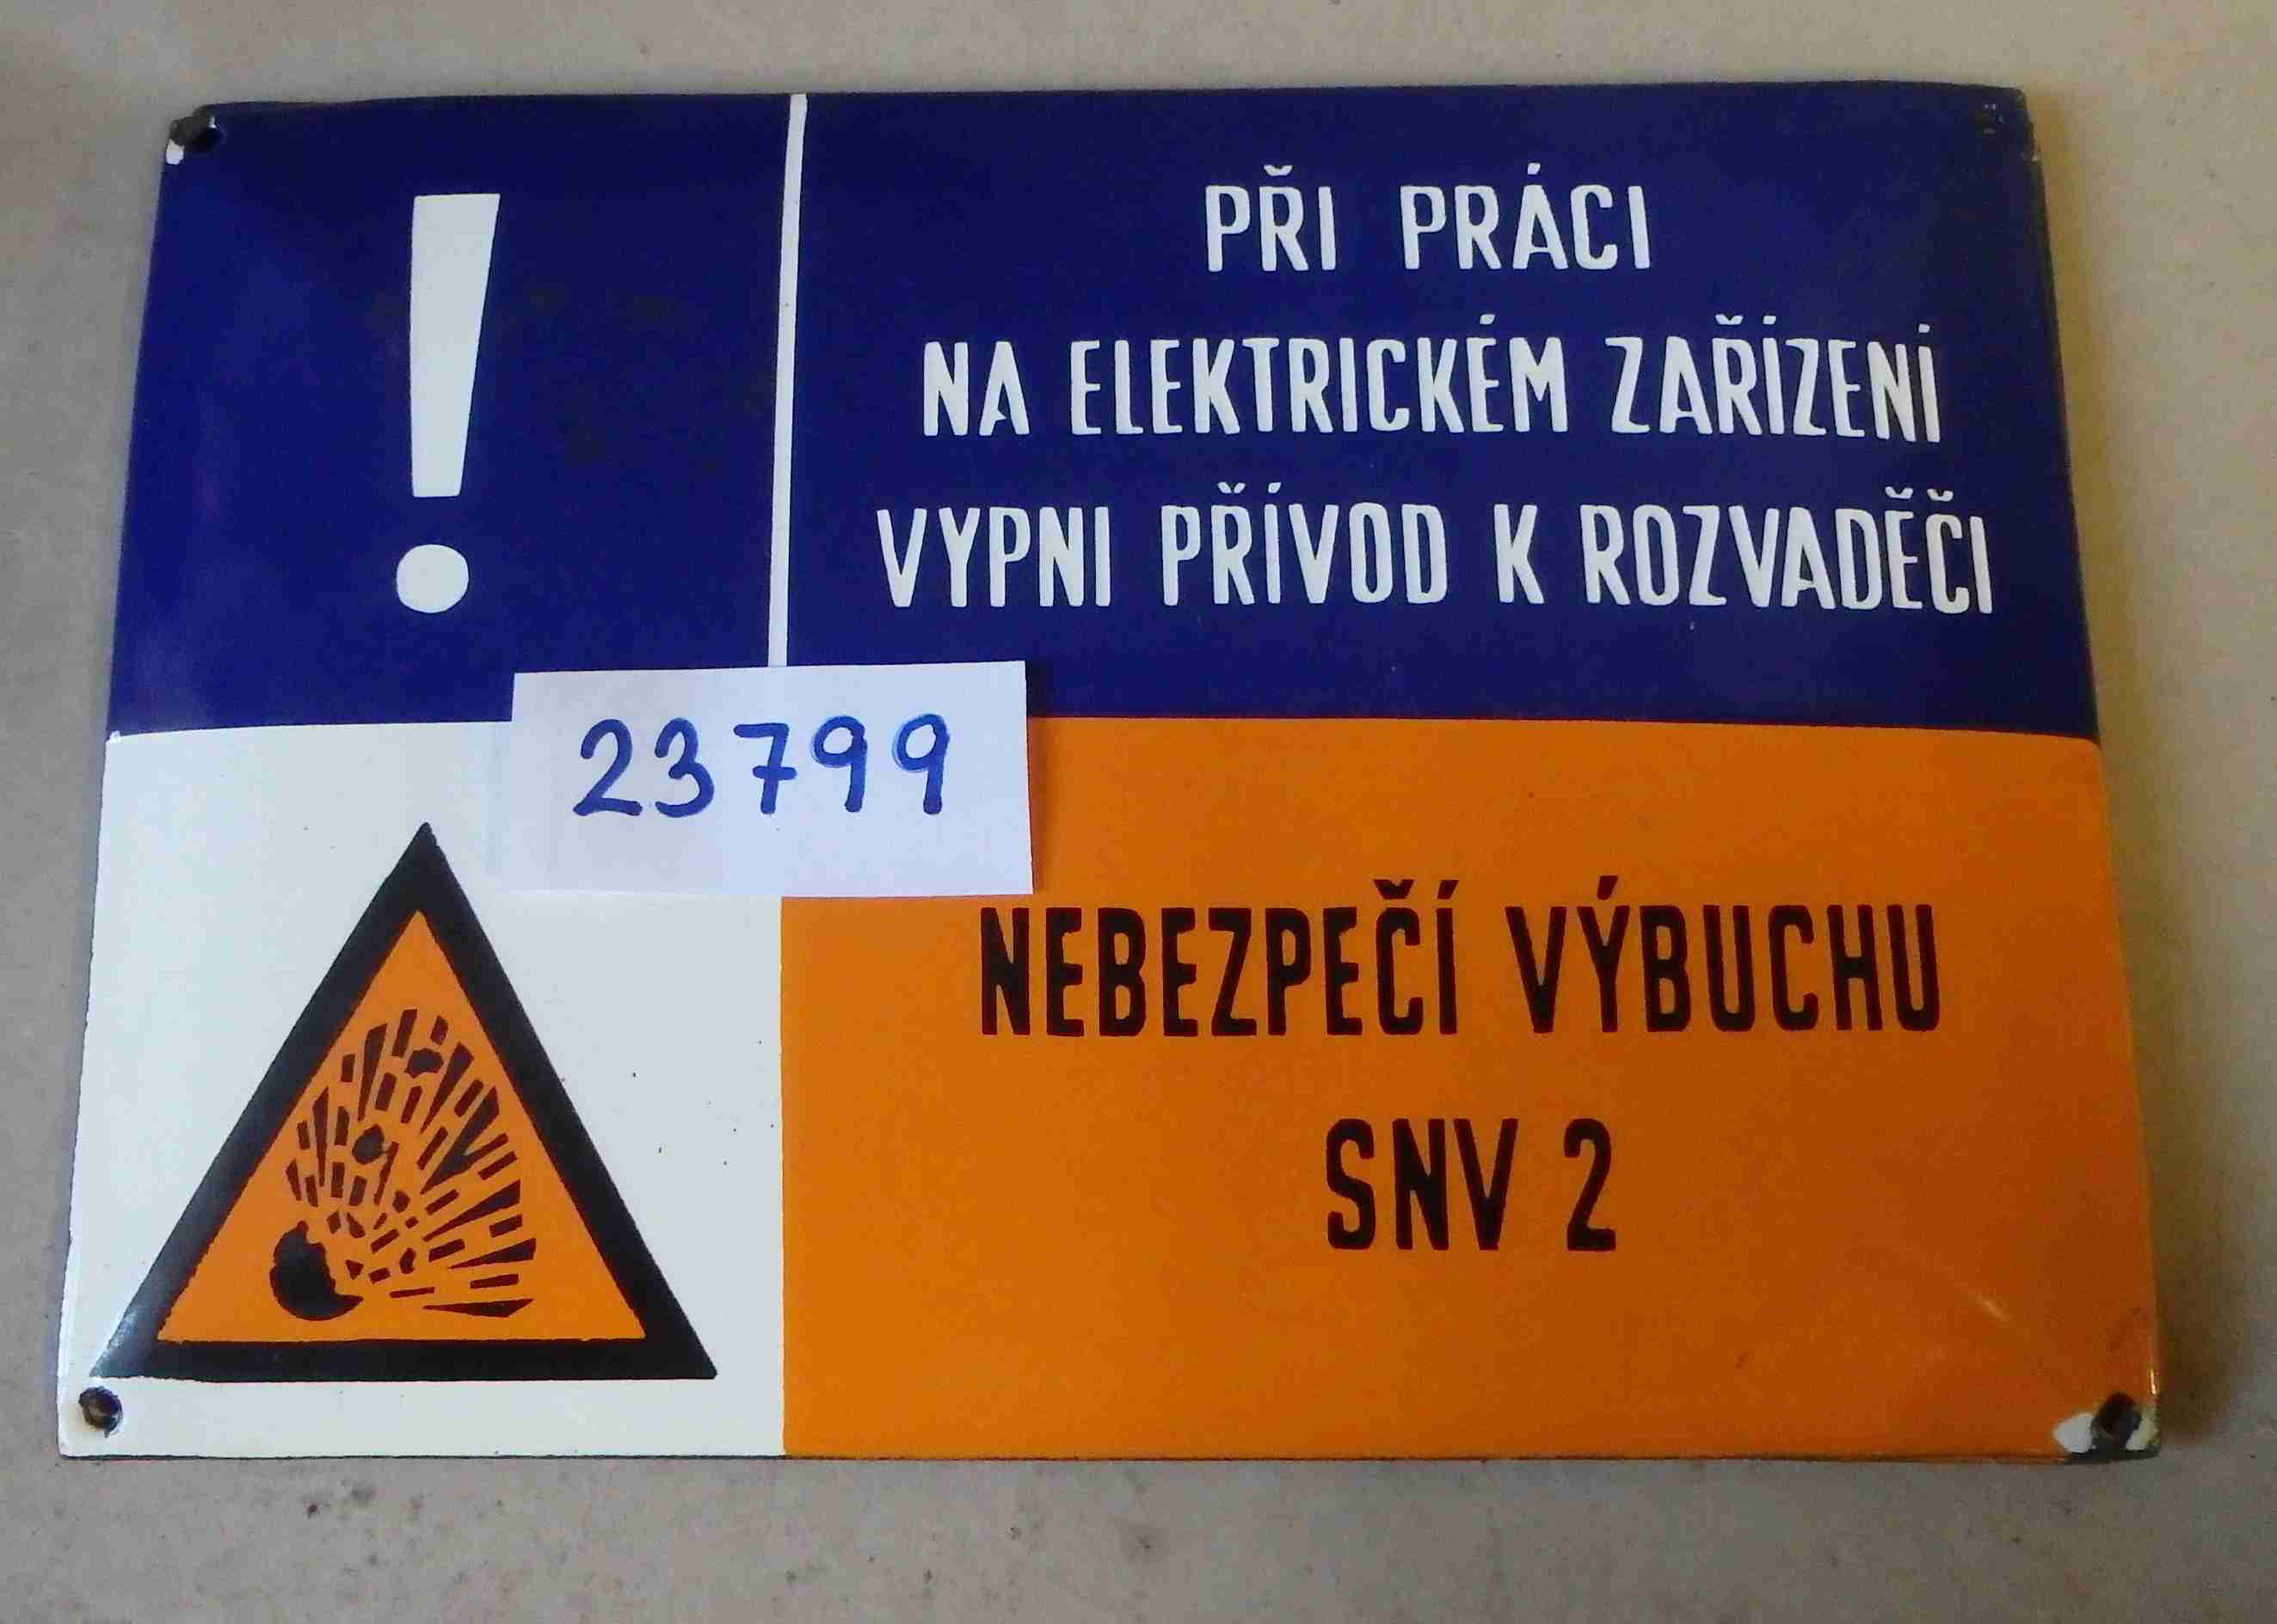 !
PŘI PRÁCI
NA ELEKTRICKÉM ZAŘÍZENÍ
VYPNI PŘÍVOD K ROZVADĚČI
23799
NEBEZPEČÍ VÝBUCHU
SNV 2